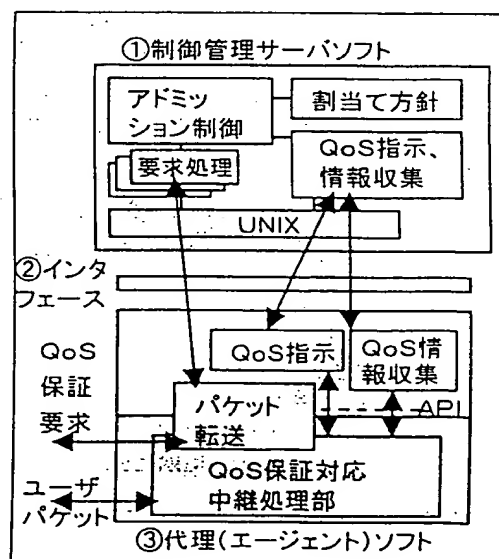 ①制御管理サーバソフト
アドミッ
ション制御
割当て方針
要求処理
QoS指示、
情報収集
UNIX
②インタ
フェース
QoS
保証
要求
QoS指示
QoS情
報収集
パケット
転送
API
QoS保証対応
中継処理部
ユーザ
パケット
③代理(エージェント)ソフト